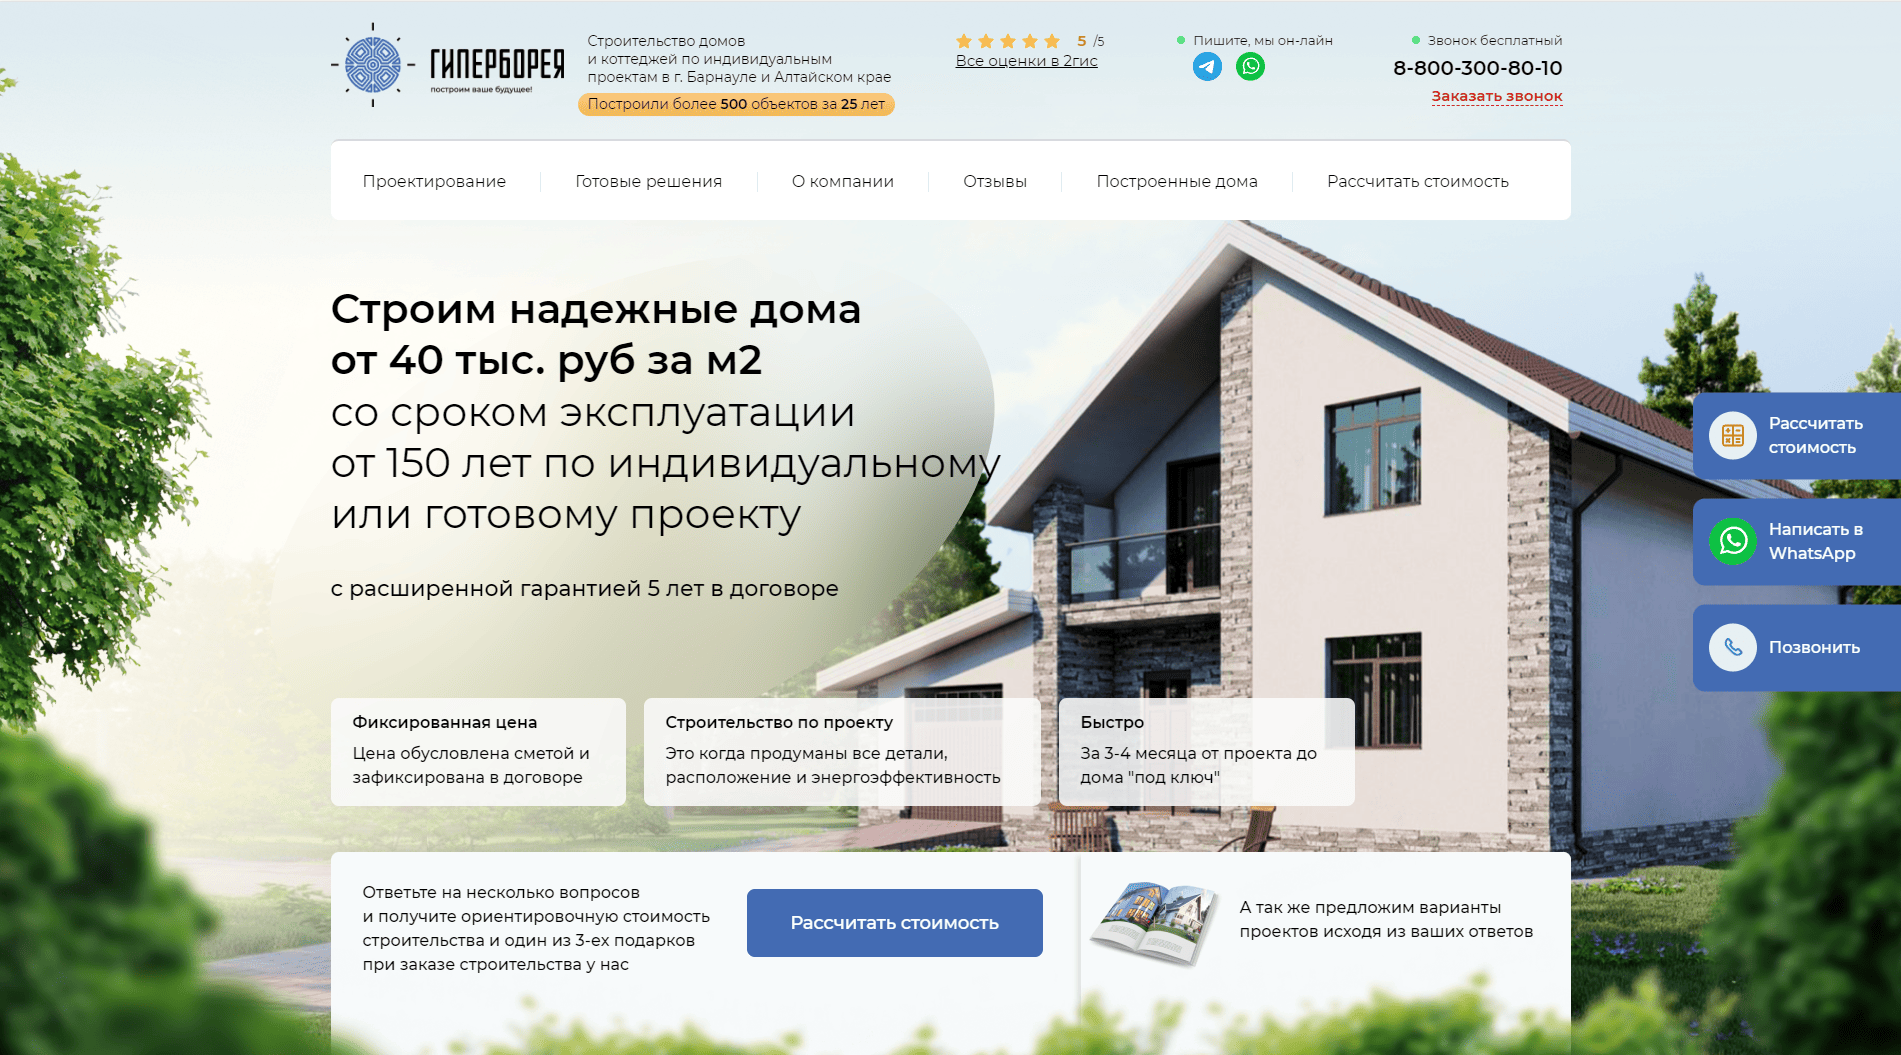 ГИПЕРБОРЕЯ
построим ваше будущее!
Строительство домов
и коттеджей по индивидуальным
проектам в г. Барнауле и Алтайском крае
Построили более 500 объектов за 25 лет
5 /5
Все оценки в 2гис
Пишите, мы он-лайн
Звонок бесплатный
8-800-300-80-10
Заказать звонок
Проектирование
Готовые решения
О компании
Отзывы
Построенные дома
Рассчитать стоимость
Строим надежные дома
от 40 тыс. руб за м2
со сроком эксплуатации
от 150 лет по индивидуальному
или готовому проекту
с расширенной гарантией 5 лет в договоре
Рассчитать
стоимость
Написать в
WhatsApp
Позвонить
Фиксированная цена
Цена обусловлена сметой и
зафиксирована в договоре
Строительство по проекту
Это когда продуманы все детали,
расположение и энергоэффективность
Быстро
За 3-4 месяца от проекта до
дома "под ключ"
Ответьте на несколько вопросов
и получите ориентировочную стоимость
строительства и один из 3-ех подарков
при заказе строительства у нас
Рассчитать стоимость
А так же предложим варианты
проектов исходя из ваших ответов